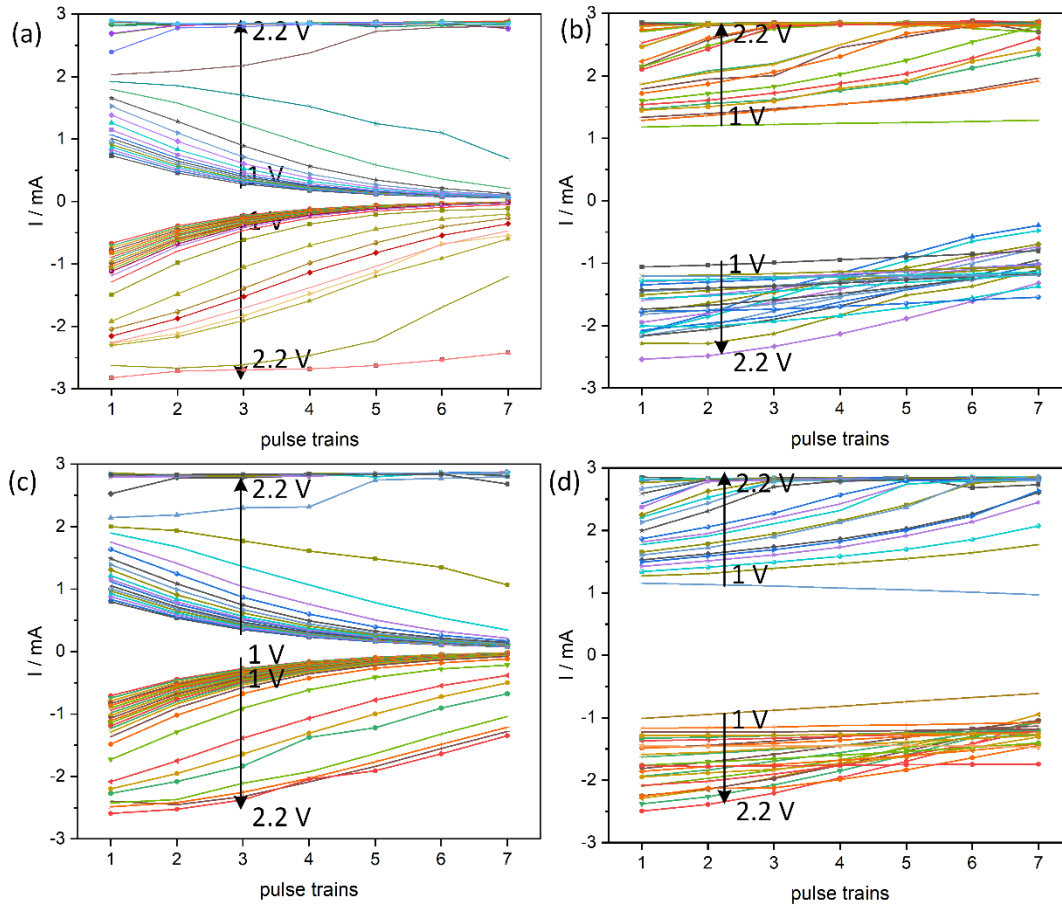 (a)
3
2
1
0
-1
-2
-3
I / mA
2.2 V
1 V
1 V
2.2 V
1 2 3 4 5 6 7
pulse trains
(b)
3
2
1
0
-1
-2
-3
I / mA
2.2 V
1 V
1 V
2.2 V
1 2 3 4 5 6 7
pulse trains
(c)
3
2
1
0
-1
-2
-3
I / mA
2.2 V
1 V
1 V
2.2 V
1 2 3 4 5 6 7
pulse trains
(d)
3
2
1
0
-1
-2
-3
I / mA
2.2 V
1 V
1 V
2.2 V
1 2 3 4 5 6 7
pulse trains